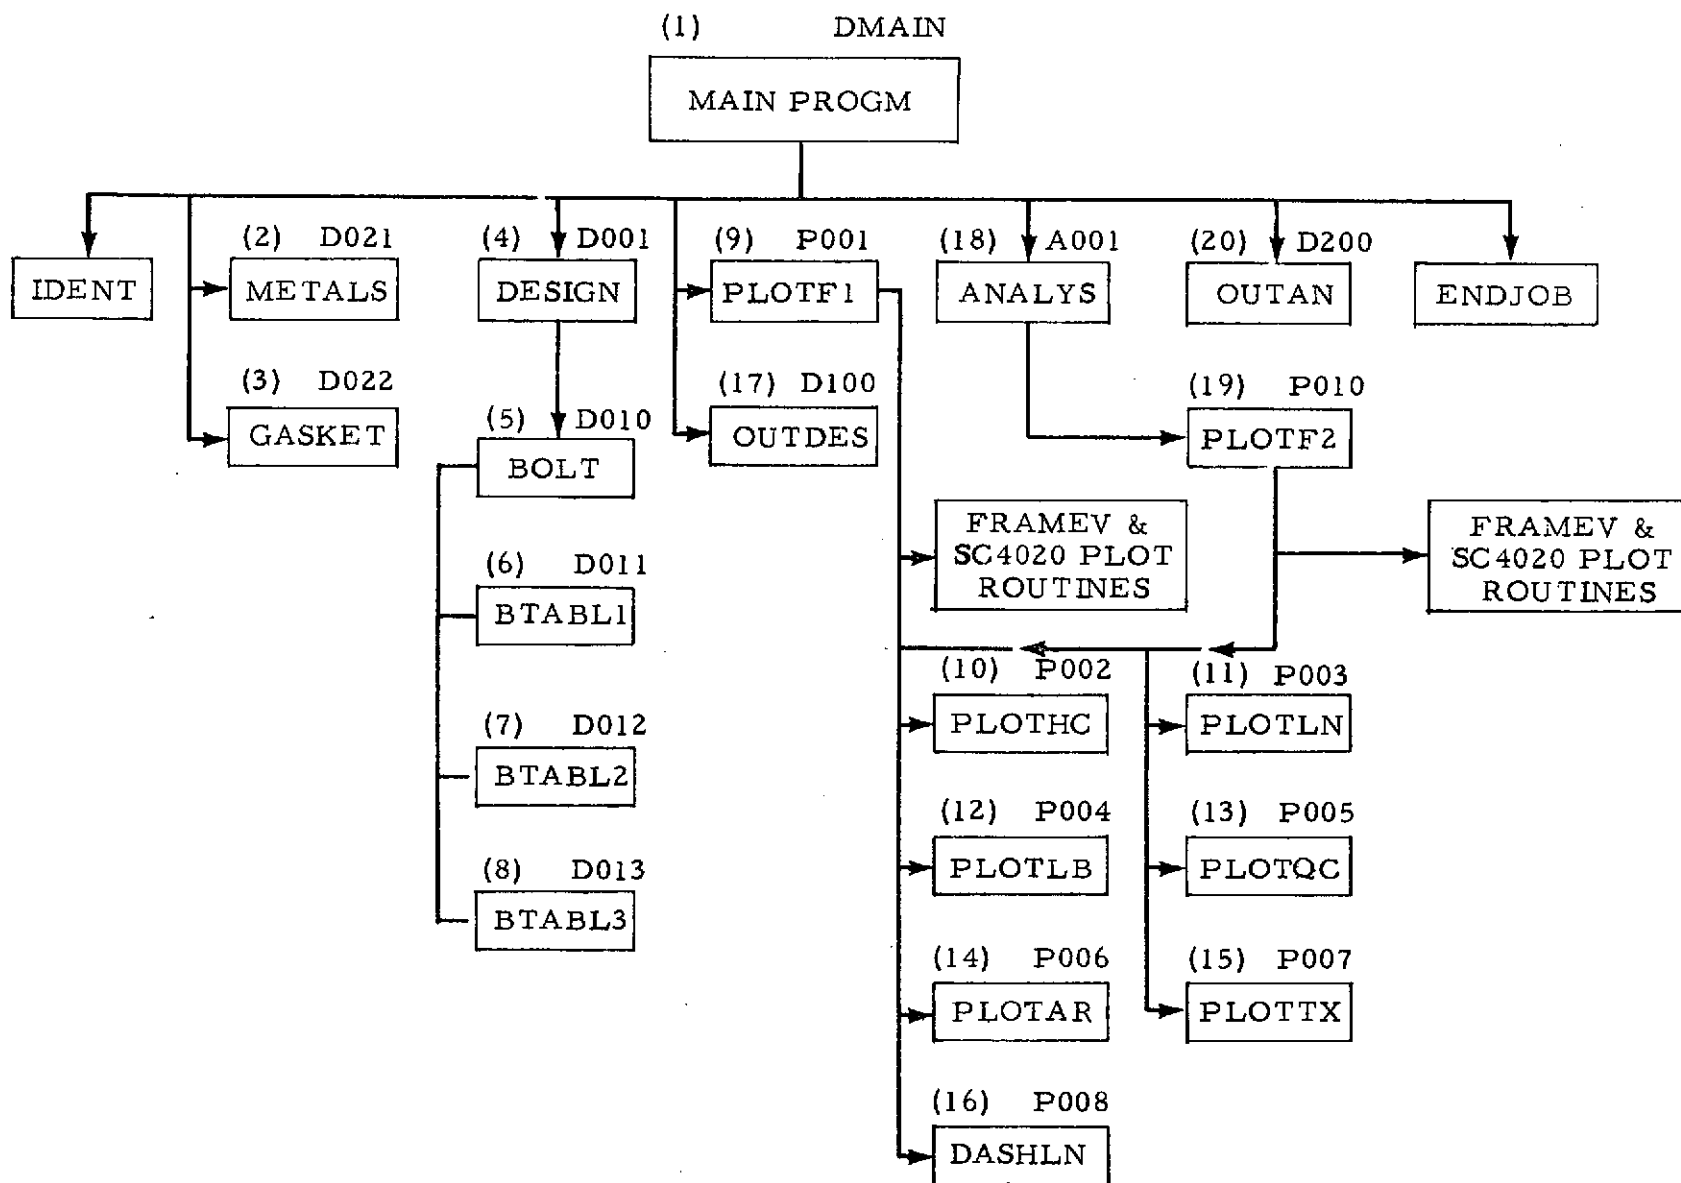 (1) DMAIN
MAIN PROGM
IDENT
(2) D021
METALS
(3) D022
GASKET
(4) D001
DESIGN
(5) D010
BOLT
(6) D011
BTABL1
(7) D012
BTABL2
(8) D013
BTABL3
(9) P001
PLOTF1
(17) D100
OUTDES
(18) A001
ANALYS
(20) D200
OUTAN
ENDJOB
(19) P010
PLOTF2
FRAMEV &
SC4020 PLOT
ROUTINES
FRAMEV &
SC4020 PLOT
ROUTINES
(10) P002
PLOTHC
(11) P003
PLOTLN
(12) P004
PLOTLB
(13) P005
PLOTQC
(14) P006
PLOTAR
(15) P007
PLOTTX
(16) P008
DASHLN